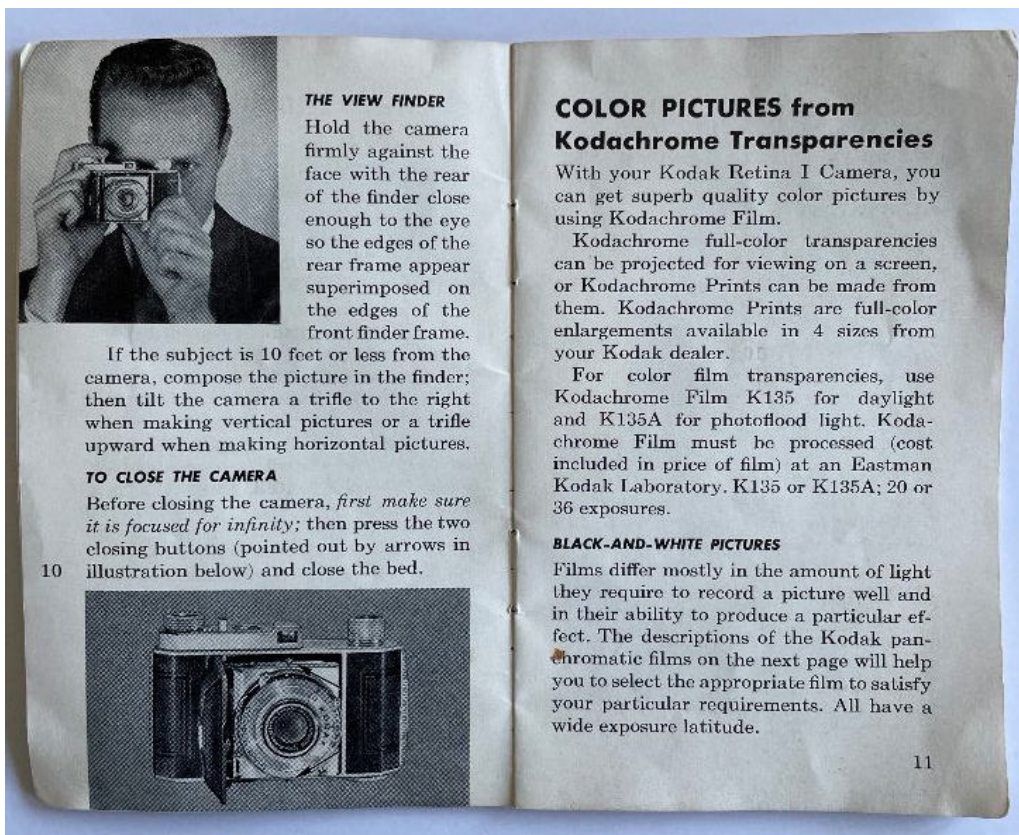 THE VIEW FINDER
Hold the camera
firmly against the
face with the rear
of the finder close
enough to the eye
so the edges of the
rear frame appear
superimposed on
the edges of the
front finder frame.
If the subject is 10 feet or less from the
camera, compose the picture in the finder;
then tilt the camera a trifle to the right
when making vertical pictures or a trifle
upward when making horizontal pictures.
TO CLOSE THE CAMERA
Before closing the camera, first make sure
it is focused for infinity; then press the two
closing buttons (pointed out by arrows in
illustration below) and close the bed.
10
COLOR PICTURES from
Kodachrome Transparencies
With your Kodak Retina I Camera, you
can get superb quality color pictures by
using Kodachrome Film.
Kodachrome full-color transparencies
can be projected for viewing on a screen,
or Kodachrome Prints can be made from
them. Kodachrome Prints are full-color
enlargements available in 4 sizes from
your Kodak dealer.
For color film transparencies, use
Kodachrome Film K135 for daylight
and K135A for photoflood light. Koda-
chrome Film must be processed (cost
included in price of film) at an Eastman
Kodak Laboratory. K135 or K135A; 20 or
36 exposures.
BLACK-AND-WHITE PICTURES
Films differ mostly in the amount of light
they require to record a picture well and
in their ability to produce a particular ef-
fect. The descriptions of the Kodak pan-
chromatic films on the next page will help
you to select the appropriate film to satisfy
your particular requirements. All have a
wide exposure latitude.
11